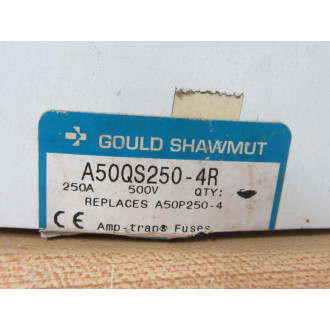 GOULD SHAWMUT
A50QS250-4R
250A 500V QTY:
REPLACES A50P250-4
CE Amp-trap® Fuses